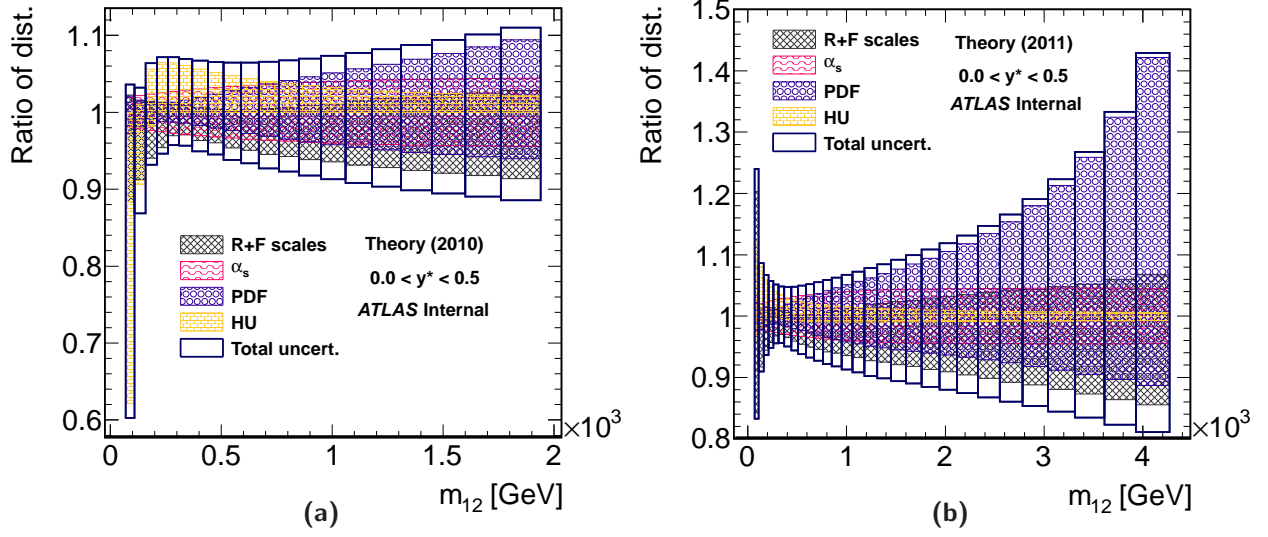 Ratio of dist.
1.1
1
0.9
0.8
0.7
0.6
R+F scales
αs
PDF
HU
Total uncert.
Theory (2010)
0.0 < y* < 0.5
ATLAS Internal
0 0.5 1 1.5 2
×10³
m12 [GeV]
(a)
Ratio of dist.
1.5
1.4
1.3
1.2
1.1
1
0.9
0.8
R+F scales
αs
PDF
HU
Total uncert.
Theory (2011)
0.0 < y* < 0.5
ATLAS Internal
0 1 2 3 4
×10³
m12 [GeV]
(b)